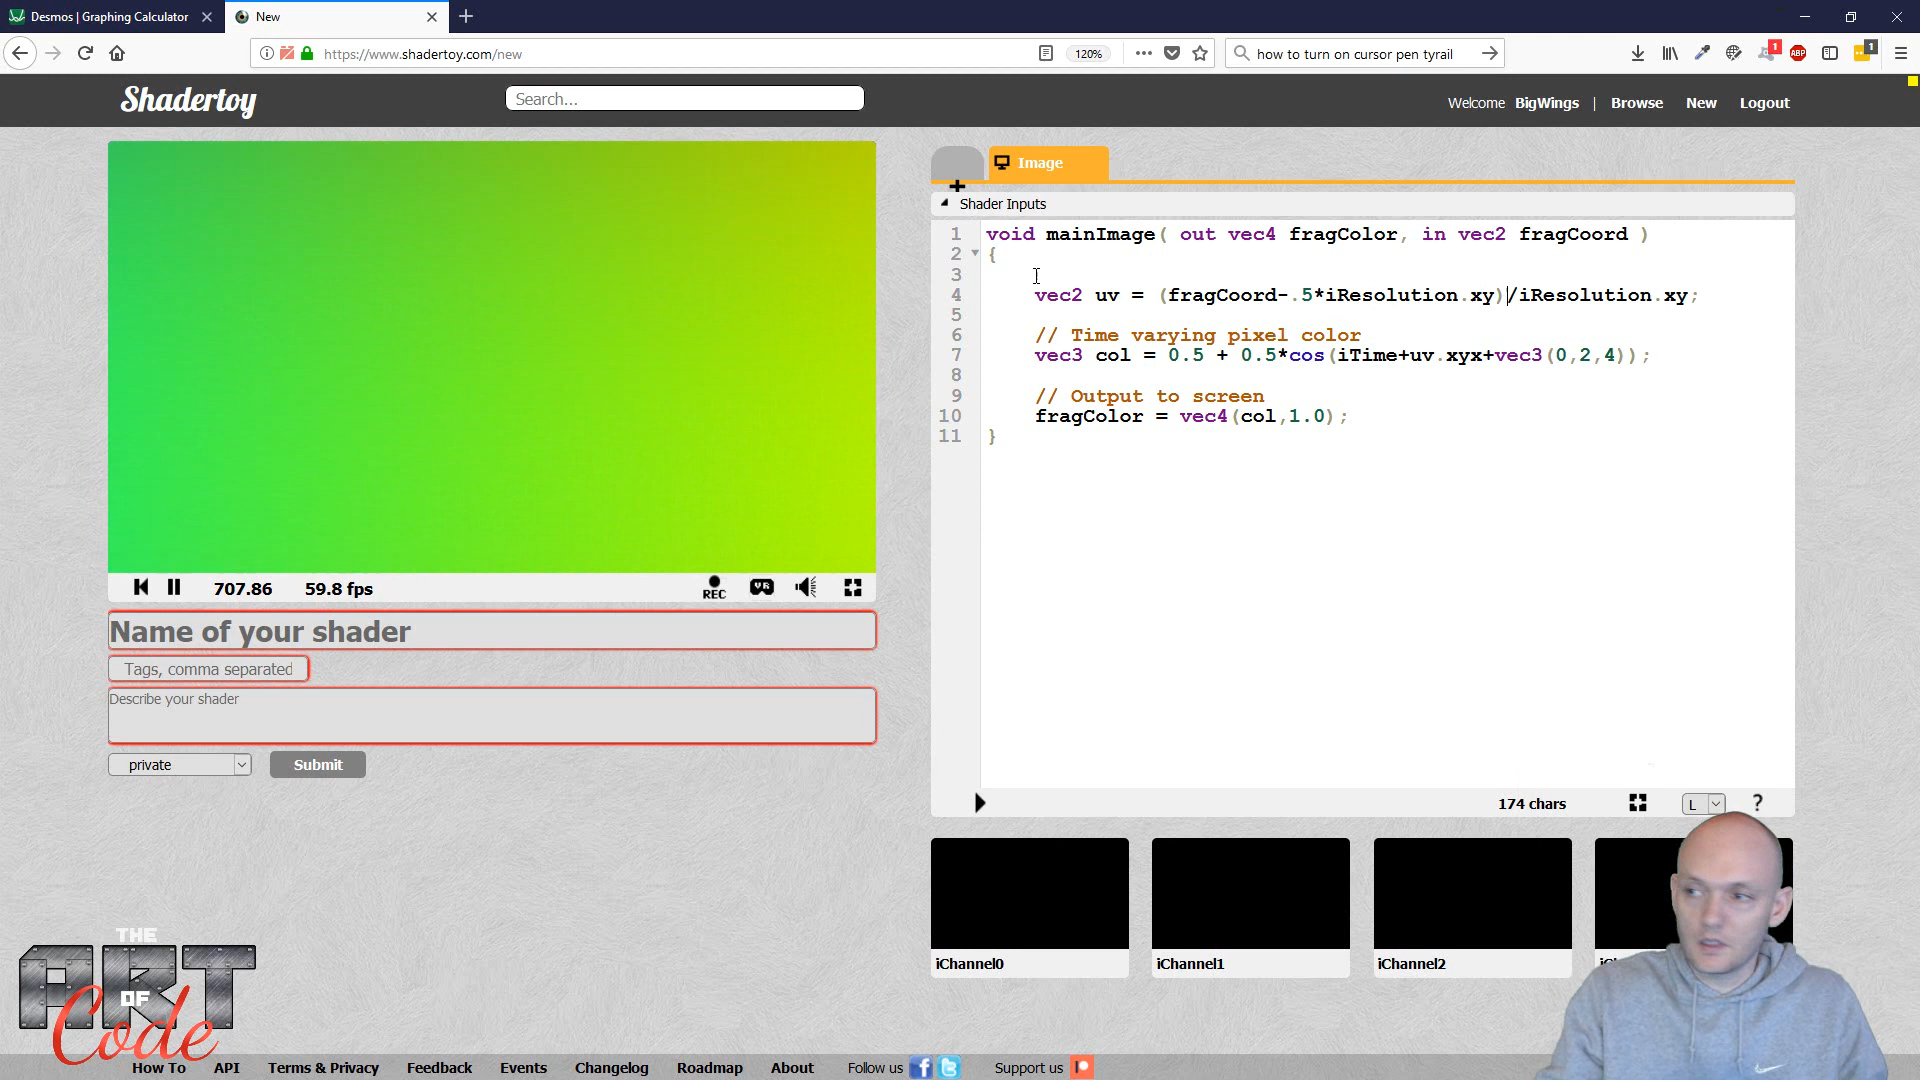 Desmos | Graphing Calculator
New
https://www.shadertoy.com/new
120%
how to turn on cursor pen tyrail
1
ABP
1
Shadertoy
Search...
Welcome BigWings | Browse New Logout
Image
Shader Inputs
1 void mainImage( out vec4 fragColor, in vec2 fragCoord )
2 {
3
4 vec2 uv = (fragCoord-.5*iResolution.xy)/iResolution.xy;
5
6 // Time varying pixel color
7 vec3 col = 0.5 + 0.5*cos(iTime+uv.xyx+vec3(0,2,4));
8
9 // Output to screen
10 fragColor = vec4(col,1.0);
11 }
707.86 59.8 fps
REC
VR
Name of your shader
Tags, comma separated
Describe your shader
private
Submit
174 chars
L
?
iChannel0
iChannel1
iChannel2
THE
ART
OF
Code
How To API Terms & Privacy Feedback Events Changelog Roadmap About Follow us Support us